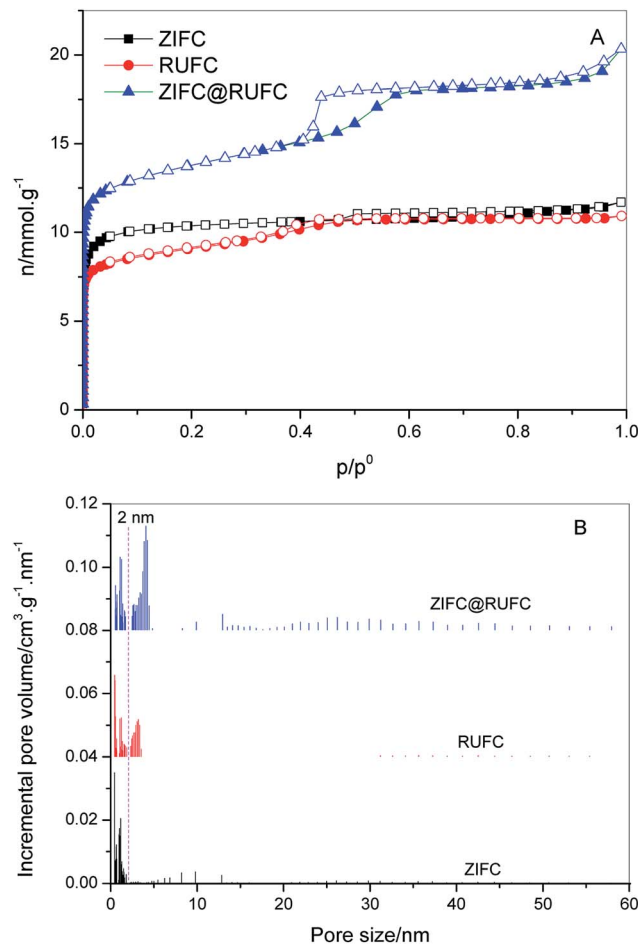 A
ZIFC
RUFC
ZIFC@RUFC
20
15
10
5
0
n/mmol.g⁻¹
0.0 0.2 0.4 0.6 0.8 1.0
p/p⁰
B
2 nm
0.12
0.10
0.08
0.06
0.04
0.02
0.00
Incremental pore volume/cm³.g⁻¹.nm⁻¹
ZIFC@RUFC
RUFC
ZIFC
0 10 20 30 40 50 60
Pore size/nm